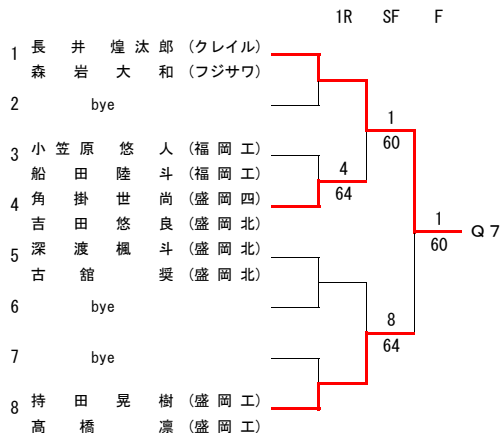 1R SF F
1 長井煌汰郎 (クレイル)
森岩大和 (フジサワ)
2 bye
3 小笠原悠人 (福岡工)
船田陸斗 (福岡工)
4 角掛世尚 (盛岡四)
吉田悠良 (盛岡北)
5 深渡楓斗 (盛岡北)
古舘奨 (盛岡北)
6 bye
7 bye
8 持田晃樹 (盛岡工)
髙橋凛 (盛岡工)
4
64
1
60
8
64
1
60
Q7